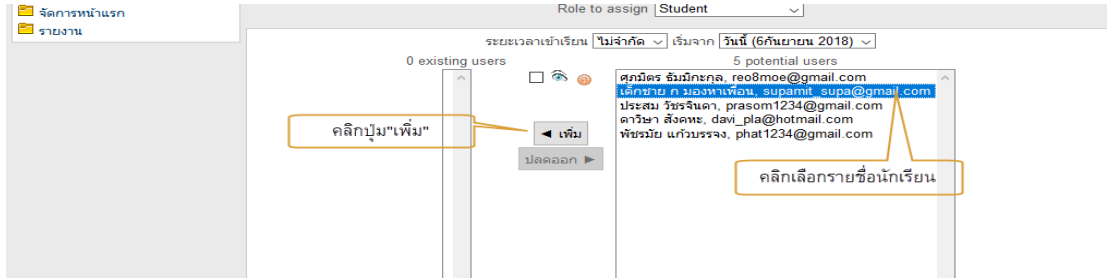 จัดการหน้าแรก
รายงาน
Role to assign Student
ระยะเวลาเข้าเรียน ไม่จำกัด เริ่มจาก วันนี้ (6กันยายน 2018)
0 existing users
5 potential users
ศุภมิตร ธัมมิกะกุล, reo8moe@gmail.com
เด็กชาย ก มองหาเพื่อน, supamit_supa@gmail.com
ประสม วัชรจินดา, prasom1234@gmail.com
ดาวิษา สังคหะ, davi_pla@hotmail.com
พัชรมัย แก้วบรรจง, phat1234@gmail.com
คลิกปุ่ม"เพิ่ม"
◄ เพิ่ม
ปลดออก ►
คลิกเลือกรายชื่อนักเรียน